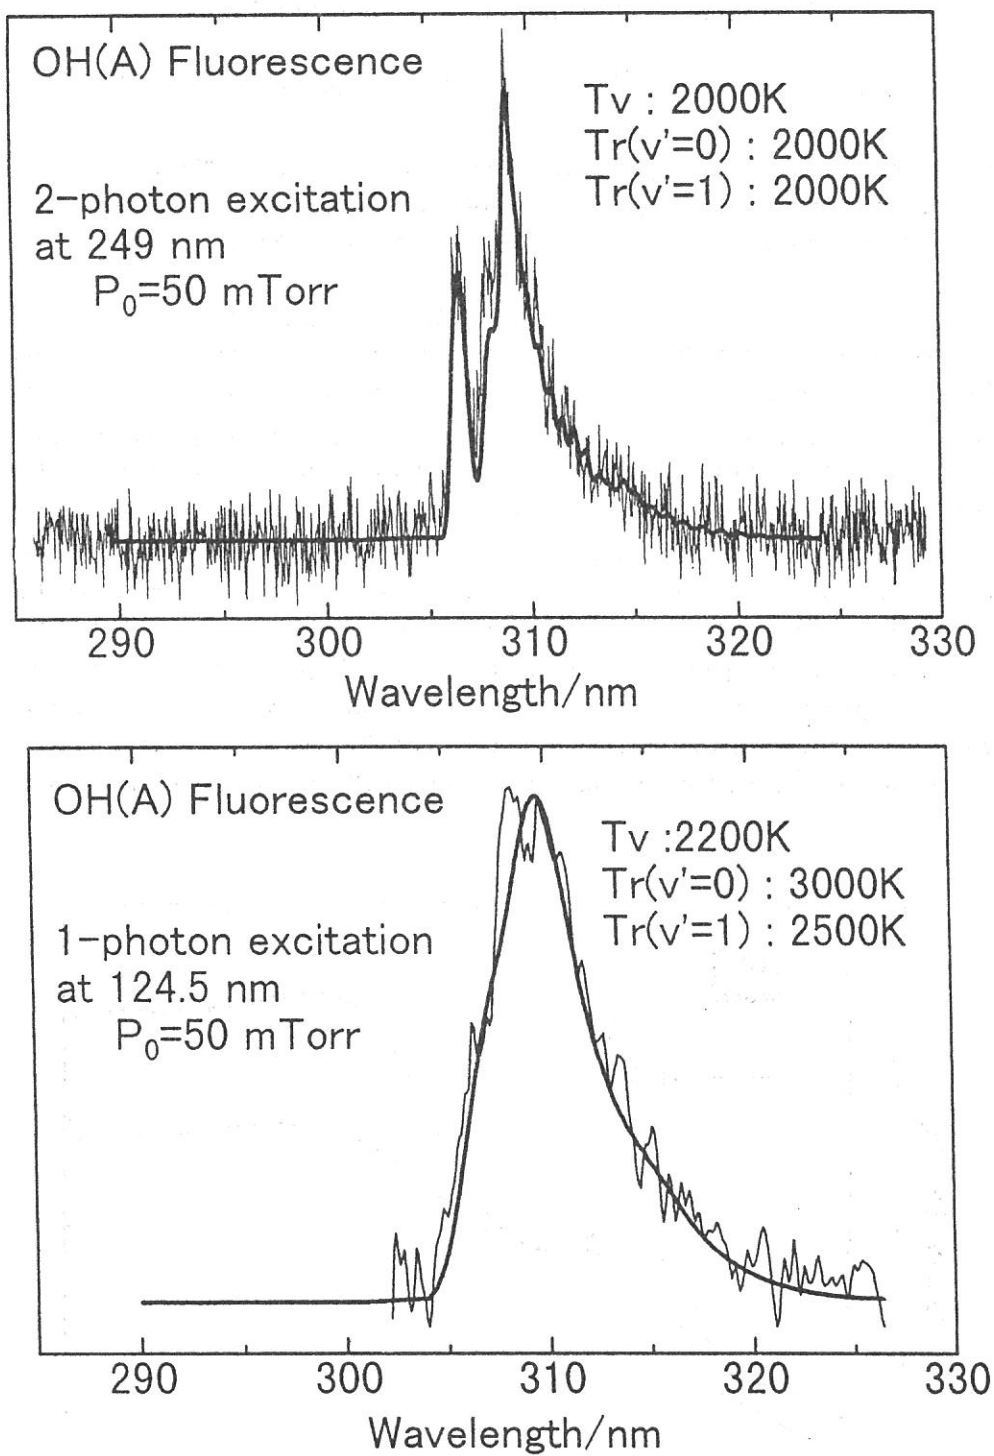 OH(A) Fluorescence
Tv : 2000K
Tr(v'=0) : 2000K
Tr(v'=1) : 2000K
2-photon excitation
at 249 nm
P₀=50 mTorr
290 300 310 320 330
Wavelength/nm
OH(A) Fluorescence
Tv :2200K
Tr(v'=0) : 3000K
Tr(v'=1) : 2500K
1-photon excitation
at 124.5 nm
P₀=50 mTorr
290 300 310 320 330
Wavelength/nm